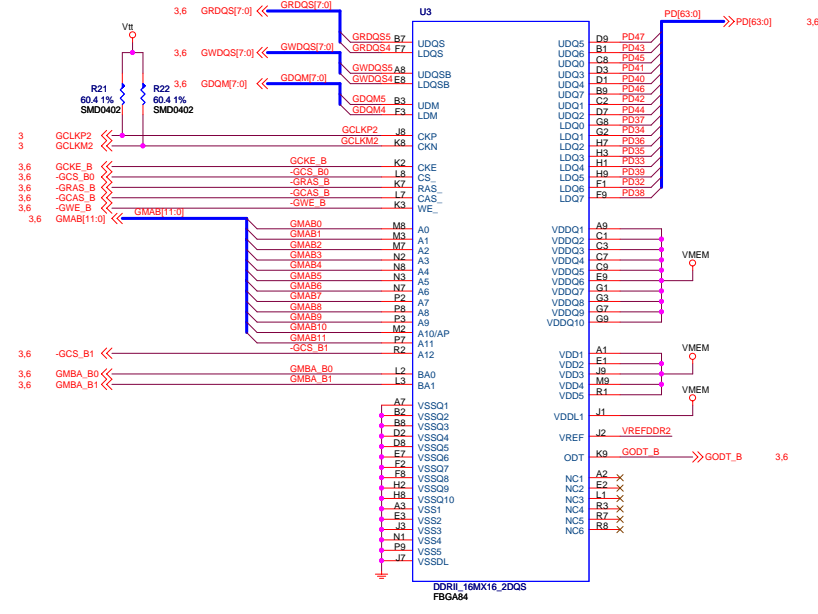 U3
3,6 GRDQS[7:0] GRDQS[7:0]
GRDQS5 B7 UDQS
GRDQS4 F7 LDQS
3,6 GWDQS[7:0] GWDQS[7:0]
GWDQS5 A8 UDQSB
GWDQS4 E8 LDQSB
3,6 GDQM[7:0] GDQM[7:0]
GDQM5 B3 UDM
GDQM4 F3 LDM
Vtt
R21
60.4 1%
SMD0402
R22
60.4 1%
SMD0402
3 GCLKP2 GCLKP2 J8 CKP
3 GCLKM2 GCLKM2 K8 CKN
3,6 GCKE_B GCKE_B K2 CKE
3,6 -GCS_B0 -GCS_B0 L8 CS_
3,6 -GRAS_B -GRAS_B K7 RAS_
3,6 -GCAS_B -GCAS_B L7 CAS_
3,6 -GWE_B -GWE_B K3 WE_
3,6 GMAB[11:0] GMAB[11:0]
GMAB0 M8 A0
GMAB1 M3 A1
GMAB2 M7 A2
GMAB3 N2 A3
GMAB4 N8 A4
GMAB5 N3 A5
GMAB6 N7 A6
GMAB7 P2 A7
GMAB8 P8 A8
GMAB9 P3 A9
GMAB10 M2 A10/AP
GMAB11 P7 A11
3,6 -GCS_B1 -GCS_B1 R2 A12
3,6 GMBA_B0 GMBA_B0 L2 BA0
3,6 GMBA_B1 GMBA_B1 L3 BA1
A7 VSSQ1
B2 VSSQ2
B8 VSSQ3
D2 VSSQ4
D8 VSSQ5
E7 VSSQ6
F2 VSSQ7
F8 VSSQ8
H2 VSSQ9
H8 VSSQ10
A3 VSS1
E3 VSS2
J3 VSS3
N1 VSS4
P9 VSS5
J7 VSSDL
PD[63:0] PD[63:0] 3,6
UDQ5 D9 PD47
UDQ6 B1 PD43
UDQ0 C8 PD45
UDQ3 D3 PD41
UDQ4 D1 PD40
UDQ7 B9 PD46
UDQ1 C2 PD42
UDQ2 D7 PD44
LDQ0 G8 PD37
LDQ1 G2 PD34
LDQ2 H7 PD36
LDQ3 H3 PD35
LDQ4 H1 PD33
LDQ5 H9 PD39
LDQ6 F1 PD32
LDQ7 F9 PD38
VDDQ1 A9
VDDQ2 C1
VDDQ3 C3
VDDQ4 C7
VDDQ5 C9
VDDQ6 E9
VDDQ7 G1
VDDQ8 G3
VDDQ9 G7
VDDQ10 G9
VMEM
VDD1 A1
VDD2 E1
VDD3 J9
VDD4 M9
VDD5 R1
VMEM
VDDL1 J1
VMEM
VREF J2 VREFDDR2
ODT K9 GODT_B GODT_B 3,6
NC1 A2
NC2 E2
NC3 L1
NC4 R3
NC5 R7
NC6 R8
DDRII_16MX16_2DQS
FBGA84